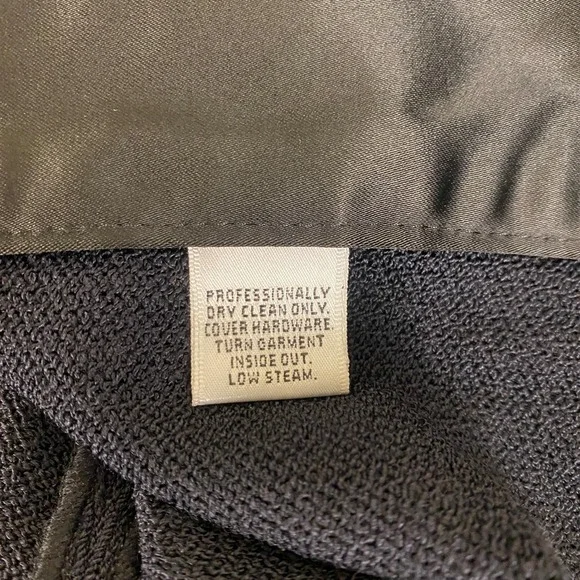 PROFESSIONALLY
DRY CLEAN ONLY.
COVER HARDWARE.
TURN GARMENT
INSIDE OUT.
LOW STEAM.